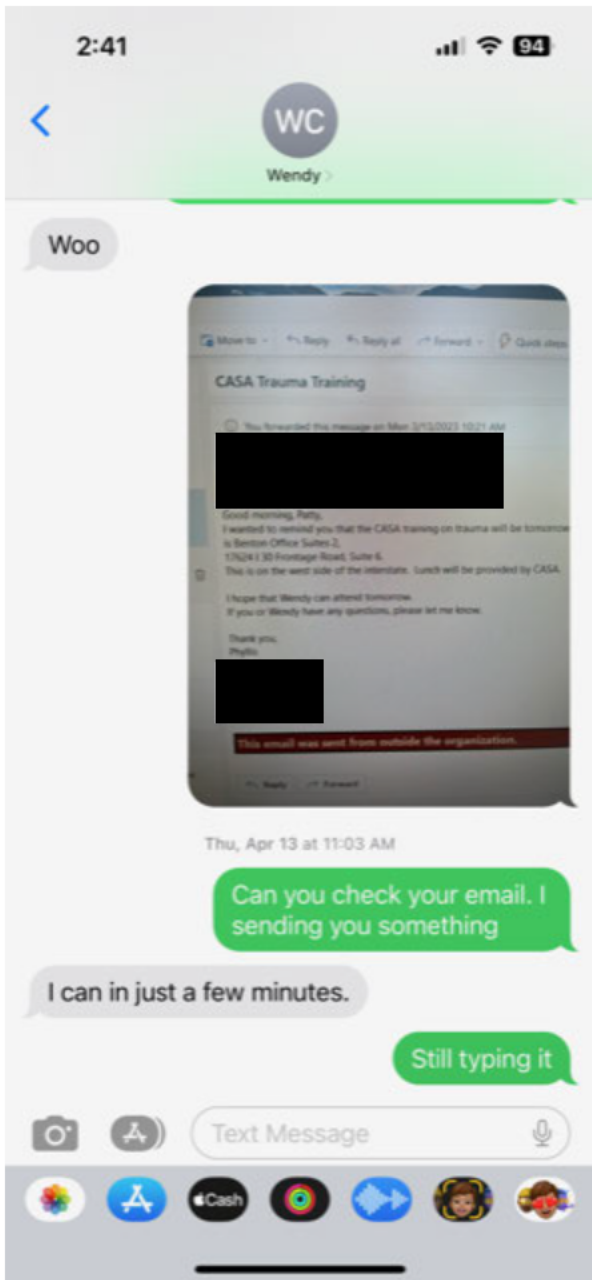 2:41
94
WC
Wendy
Woo
Move to
Reply
Reply all
Forward
Quick steps
CASA Trauma Training
You forwarded this message on Mon 3/13/2023 10:21 AM
Good morning, Patty,
I wanted to remind you that the CASA training on trauma will be tomorrow
is Benton Office Suites 2,
17624 I 30 Frontage Road, Suite 6.
This is on the west side of the interstate. Lunch will be provided by CASA.
I hope that Wendy can attend tomorrow.
If you or Wendy have any questions, please let me know.
Thank you,
Phyllis
This email was sent from outside the organization.
Reply
Forward
Thu, Apr 13 at 11:03 AM
Can you check your email. I
sending you something
I can in just a few minutes.
Still typing it
Text Message
Cash